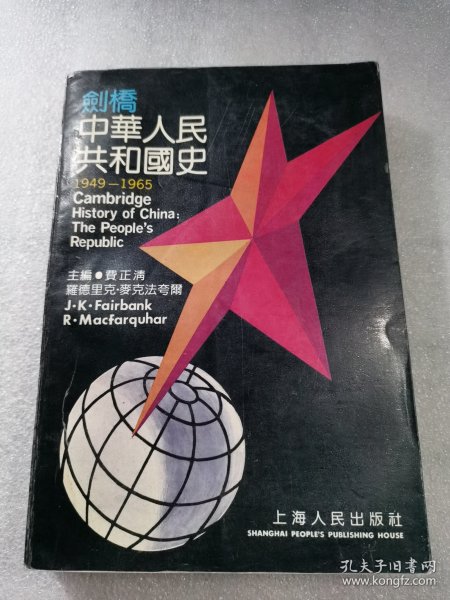 劍橋
中華人民
共和國史
1949—1965
Cambridge
History of China:
The People's
Republic
主編●費正清
羅德里克·麥克法夸爾
J·K·Fairbank
R·Macfarquhar
上海人民出版社
SHANGHAI PEOPLE'S PUBLISHING HOUSE
孔夫子旧书网
www.kongfz.com